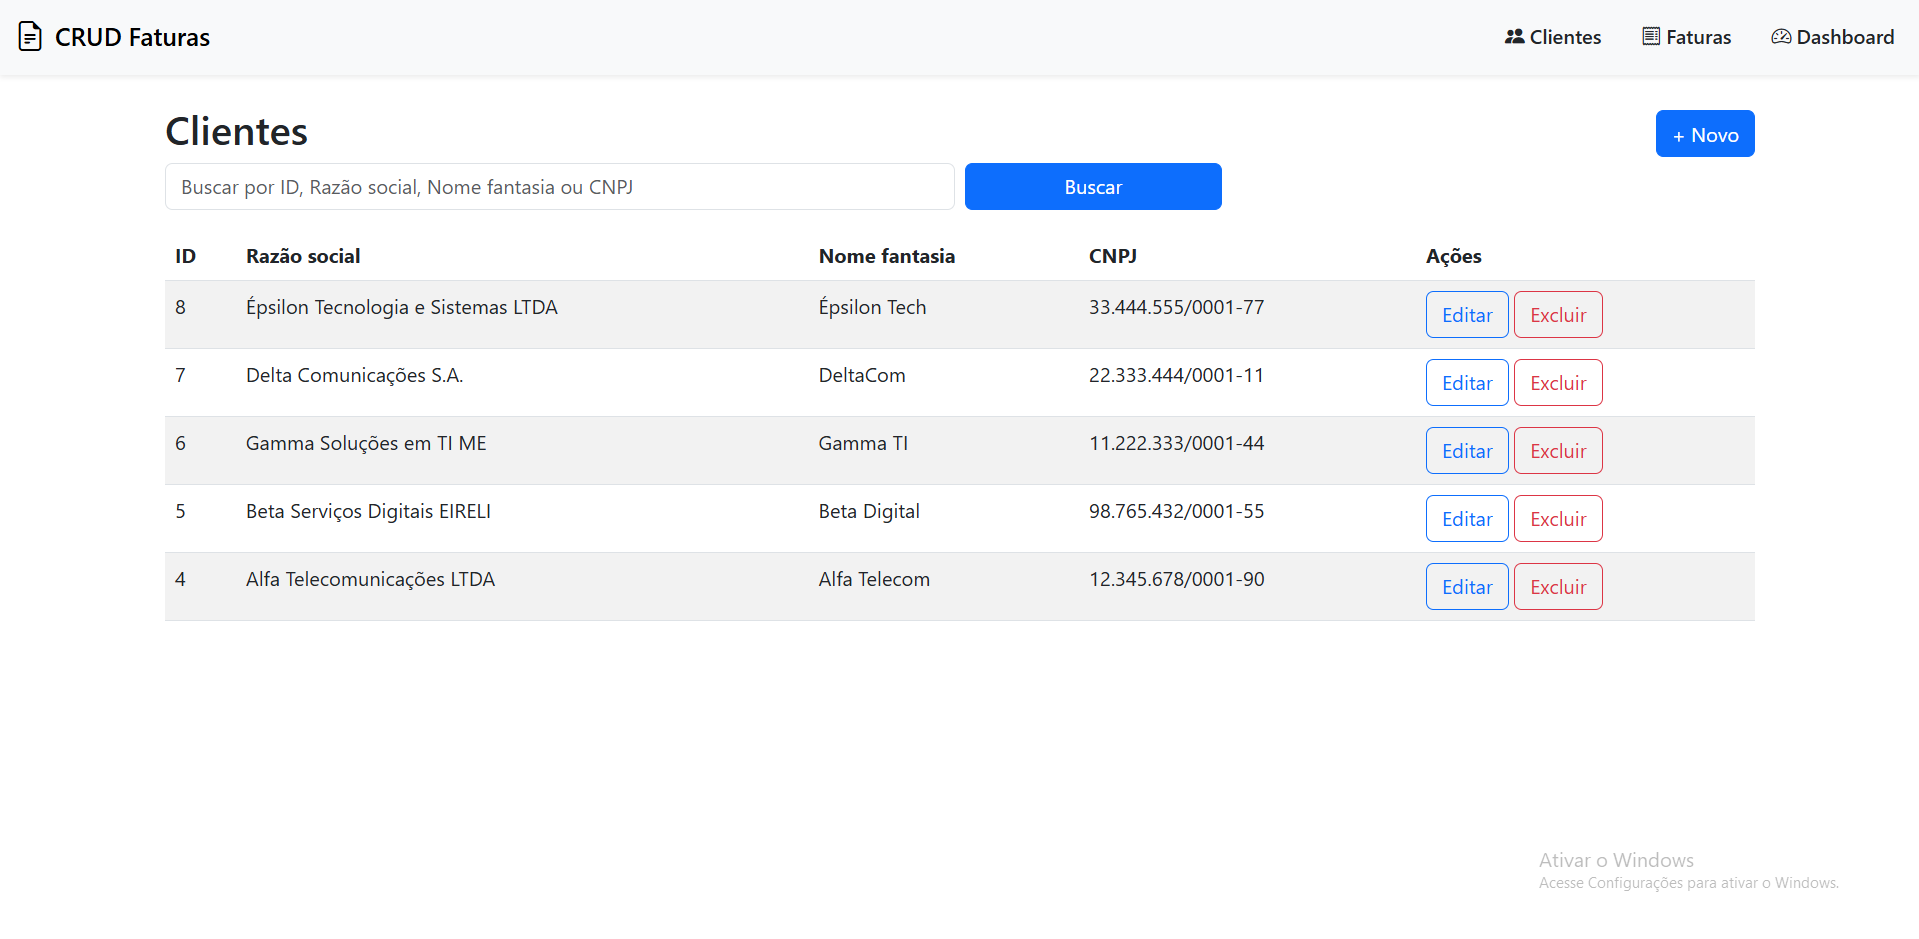 CRUD Faturas
Clientes Faturas Dashboard
Clientes
+ Novo
Buscar por ID, Razão social, Nome fantasia ou CNPJ Buscar
ID Razão social Nome fantasia CNPJ Ações
8 Épsilon Tecnologia e Sistemas LTDA Épsilon Tech 33.444.555/0001-77 Editar Excluir
7 Delta Comunicações S.A. DeltaCom 22.333.444/0001-11 Editar Excluir
6 Gamma Soluções em TI ME Gamma TI 11.222.333/0001-44 Editar Excluir
5 Beta Serviços Digitais EIRELI Beta Digital 98.765.432/0001-55 Editar Excluir
4 Alfa Telecomunicações LTDA Alfa Telecom 12.345.678/0001-90 Editar Excluir
Ativar o Windows
Acesse Configurações para ativar o Windows.